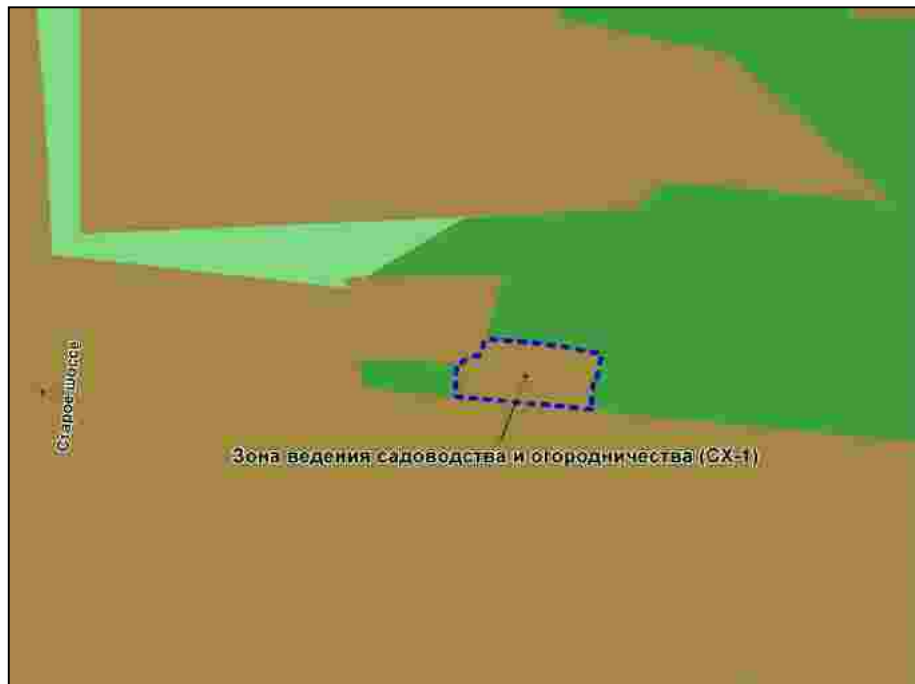 Старое шоссе
Зона ведения садоводства и огородничества (СХ-1)